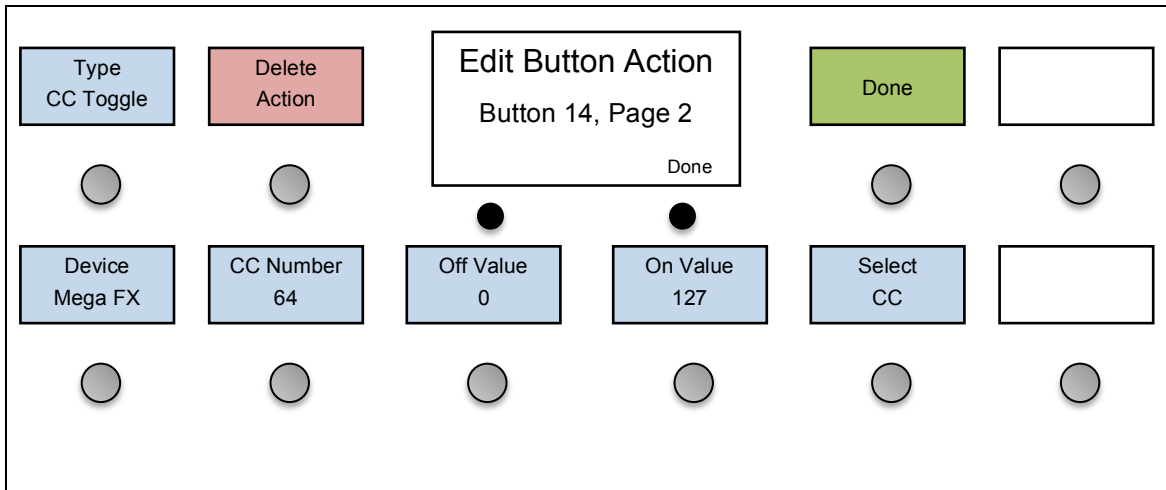 Type
CC Toggle
Delete
Action
Edit Button Action
Button 14, Page 2
Done
Done
Device
Mega FX
CC Number
64
Off Value
0
On Value
127
Select
CC